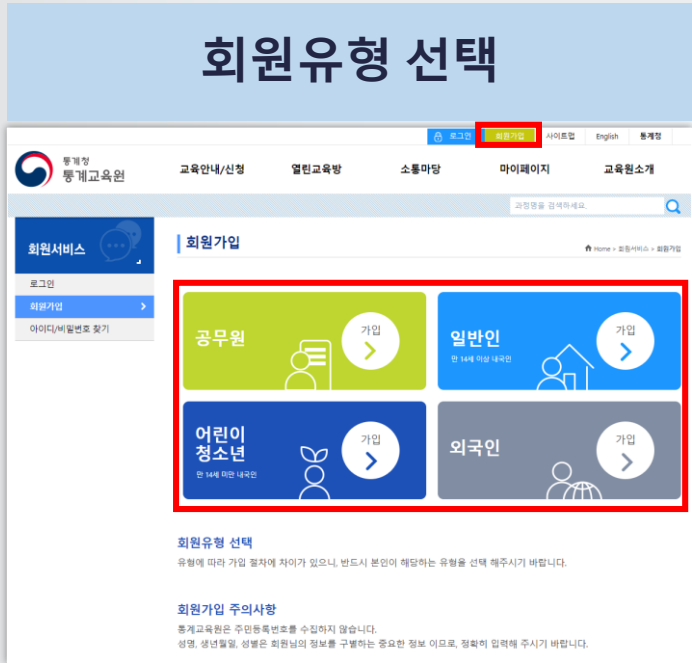 회원유형 선택
로그인 회원가입 사이트맵 English 통계청
통계청
통계교육원
교육안내/신청 열린교육방 소통마당 마이페이지 교육원소개
과정명을 검색하세요.
회원서비스
로그인
회원가입
아이디/비밀번호 찾기
회원가입
Home > 회원서비스 > 회원가입
공무원
가입
일반인
만 14세 이상 내국인
가입
어린이
청소년
만 14세 미만 내국인
가입
외국인
가입
회원유형 선택
유형에 따라 가입 절차에 차이가 있으니, 반드시 본인이 해당하는 유형을 선택 해주시기 바랍니다.
회원가입 주의사항
통계교육원은 주민등록번호를 수집하지 않습니다.
성명, 생년월일, 성별은 회원님의 정보를 구별하는 중요한 정보 이므로, 정확히 입력해 주시기 바랍니다.